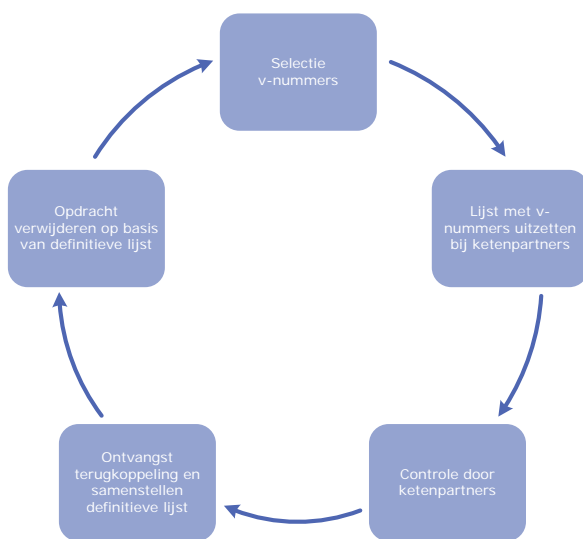 Selectie
v-nummers
Lijst met v-
nummers uitzetten
bij ketenpartners
Controle door
ketenpartners
Ontvangst
terugkoppeling en
samenstellen
definitieve lijst
Opdracht
verwijderen op basis
van definitieve lijst